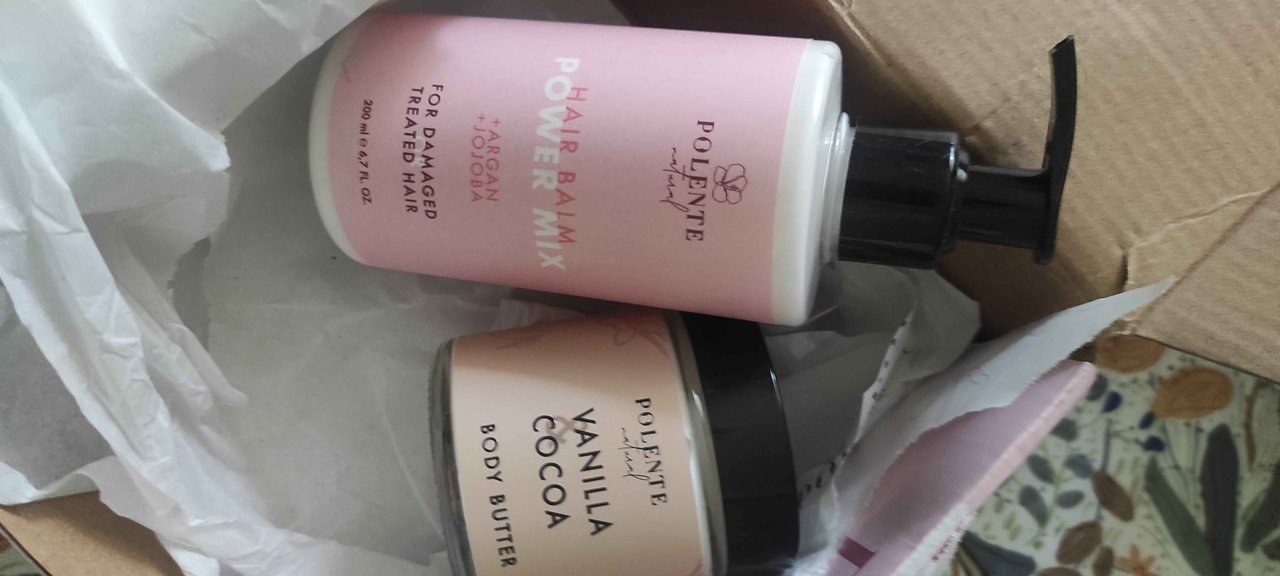 POLENTE
natural
HAIR BALM
POWER MIX
+ARGAN
+JOJOBA
FOR DAMAGED
TREATED HAIR
200 ml ℮ 6,7 FL OZ.
POLENTE
natural
VANILLA
&
COCOA
BODY BUTTER